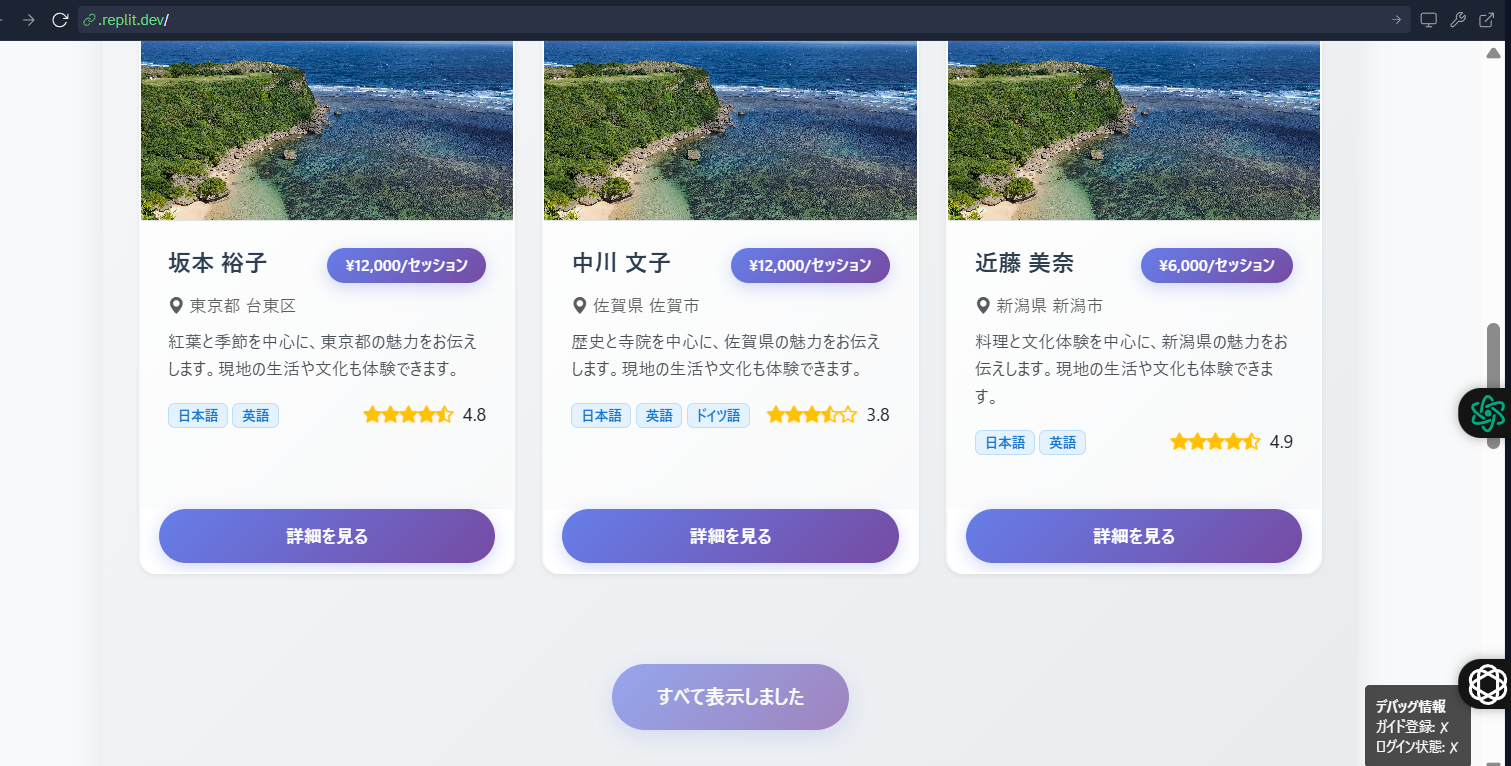 .replit.dev/
坂本 裕子
¥12,000/セッション
東京都 台東区
紅葉と季節を中心に、東京都の魅力をお伝え
します。現地の生活や文化も体験できます。
日本語 英語 4.8
詳細を見る
中川 文子
¥12,000/セッション
佐賀県 佐賀市
歴史と寺院を中心に、佐賀県の魅力をお伝え
します。現地の生活や文化も体験できます。
日本語 英語 ドイツ語 3.8
詳細を見る
近藤 美奈
¥6,000/セッション
新潟県 新潟市
料理と文化体験を中心に、新潟県の魅力をお
伝えします。現地の生活や文化も体験できま
す。
日本語 英語 4.9
詳細を見る
すべて表示しました
デバッグ情報
ガイド登録: ✗
ログイン状態: ✗